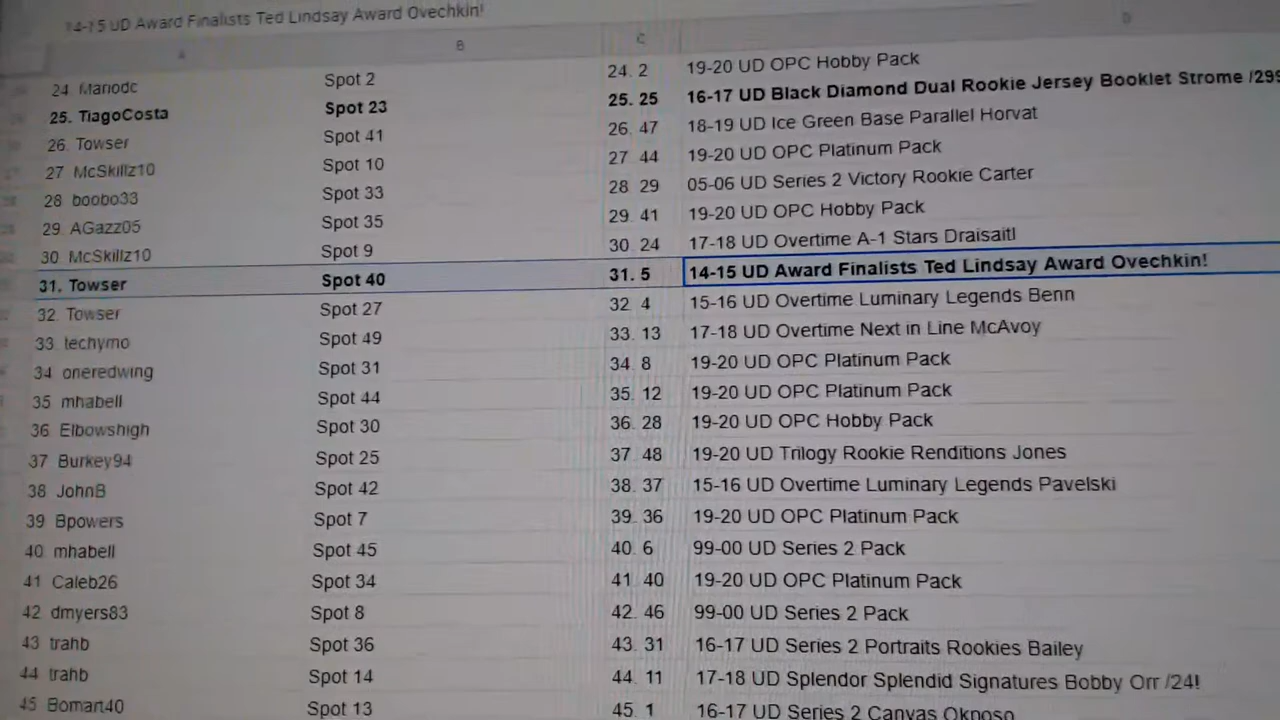 14-15 UD Award Finalists Ted Lindsay Award Ovechkin!
A B C D
24. Mariodc Spot 2 24. 2 19-20 UD OPC Hobby Pack
25. TiagoCosta Spot 23 25. 25 16-17 UD Black Diamond Dual Rookie Jersey Booklet Strome /299
26. Towser Spot 41 26. 47 18-19 UD Ice Green Base Parallel Horvat
27 McSkillz10 Spot 10 27 44 19-20 UD OPC Platinum Pack
28 boobo33 Spot 33 28 29 05-06 UD Series 2 Victory Rookie Carter
29. AGazz05 Spot 35 29. 41 19-20 UD OPC Hobby Pack
30 McSkillz10 Spot 9 30. 24 17-18 UD Overtime A-1 Stars Draisaitl
31. Towser Spot 40 31. 5 14-15 UD Award Finalists Ted Lindsay Award Ovechkin!
32 Towser Spot 27 32 4 15-16 UD Overtime Luminary Legends Benn
33. techymo Spot 49 33. 13 17-18 UD Overtime Next in Line McAvoy
34 oneredwing Spot 31 34. 8 19-20 UD OPC Platinum Pack
35 mhabell Spot 44 35. 12 19-20 UD OPC Platinum Pack
36 Elbowshigh Spot 30 36. 28 19-20 UD OPC Hobby Pack
37 Burkey94 Spot 25 37. 48 19-20 UD Trilogy Rookie Renditions Jones
38 JohnB Spot 42 38. 37 15-16 UD Overtime Luminary Legends Pavelski
39 Bpowers Spot 7 39. 36 19-20 UD OPC Platinum Pack
40 mhabell Spot 45 40. 6 99-00 UD Series 2 Pack
41 Caleb26 Spot 34 41. 40 19-20 UD OPC Platinum Pack
42 dmyers83 Spot 8 42. 46 99-00 UD Series 2 Pack
43 trahb Spot 36 43. 31 16-17 UD Series 2 Portraits Rookies Bailey
44 trahb Spot 14 44. 11 17-18 UD Splendor Splendid Signatures Bobby Orr /24!
45 Bomart40 Spot 13 45. 1 16-17 UD Series 2 Canvas Okposo